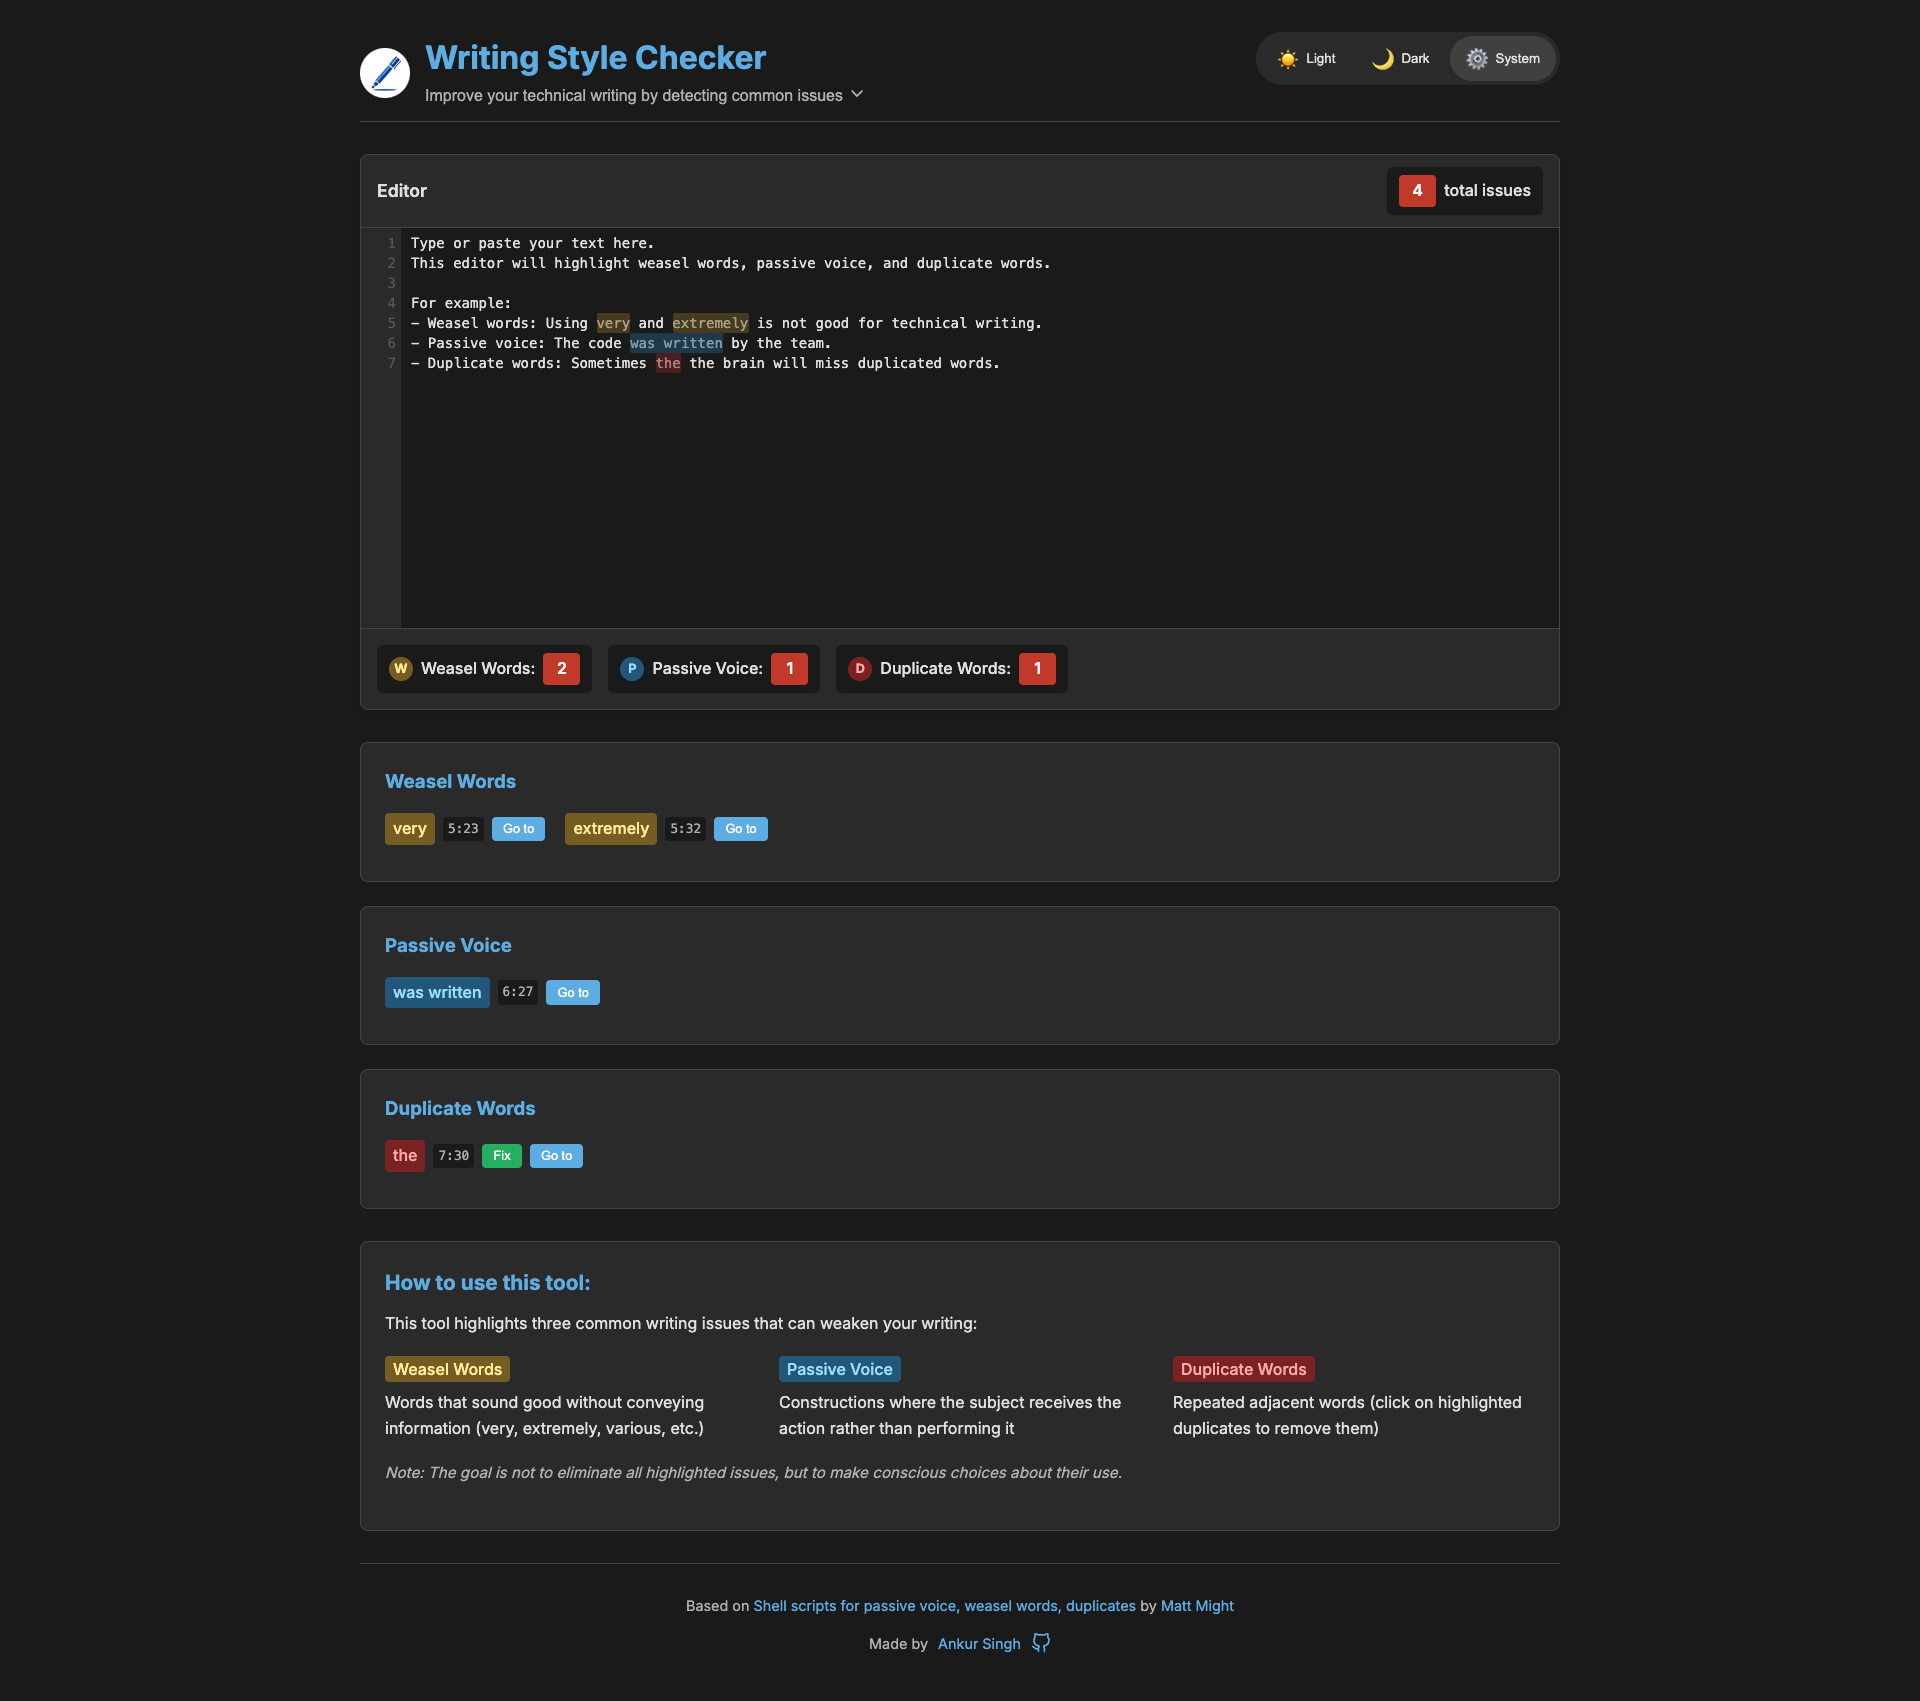 Writing Style Checker
Improve your technical writing by detecting common issues
Light Dark System
Editor
4 total issues
1 Type or paste your text here.
2 This editor will highlight weasel words, passive voice, and duplicate words.
3
4 For example:
5 - Weasel words: Using very and extremely is not good for technical writing.
6 - Passive voice: The code was written by the team.
7 - Duplicate words: Sometimes the the brain will miss duplicated words.
W Weasel Words: 2 P Passive Voice: 1 D Duplicate Words: 1
Weasel Words
very 5:23 Go to extremely 5:32 Go to
Passive Voice
was written 6:27 Go to
Duplicate Words
the 7:30 Fix Go to
How to use this tool:
This tool highlights three common writing issues that can weaken your writing:
Weasel Words
Words that sound good without conveying
information (very, extremely, various, etc.)
Passive Voice
Constructions where the subject receives the
action rather than performing it
Duplicate Words
Repeated adjacent words (click on highlighted
duplicates to remove them)
Note: The goal is not to eliminate all highlighted issues, but to make conscious choices about their use.
Based on Shell scripts for passive voice, weasel words, duplicates by Matt Might
Made by Ankur Singh